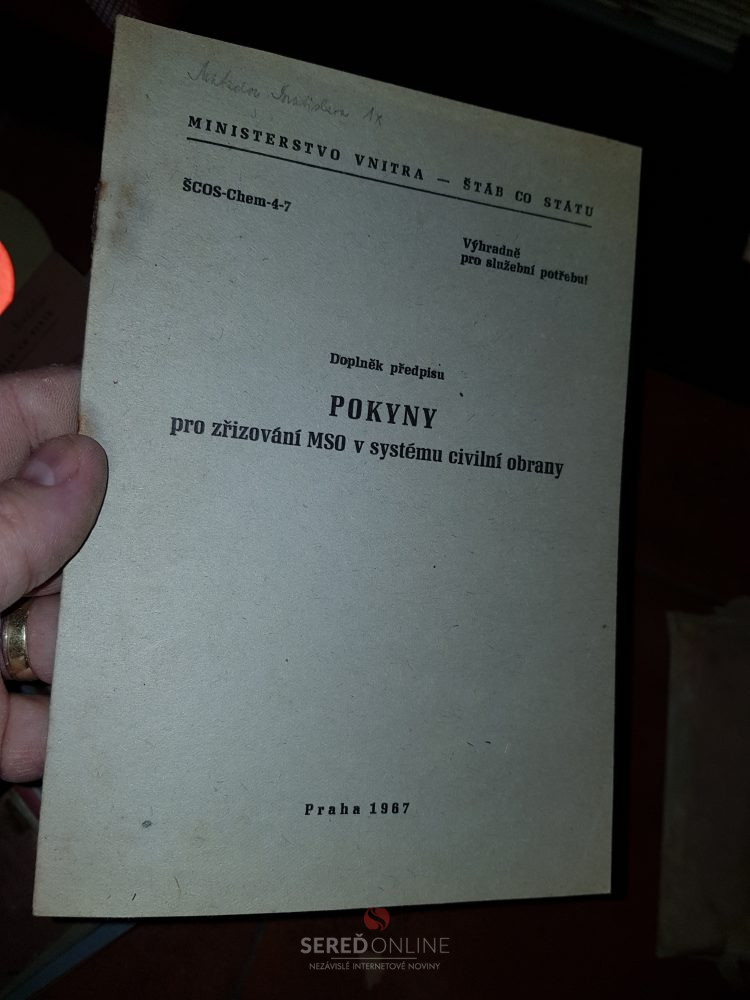 MINISTERSTVO VNITRA — ŠTÁB CO STÁTU
ŠCOS-Chem-4-7
Výhradně
pro služební potřebu!
Doplněk předpisu
POKYNY
pro zřizování MSO v systému civilní obrany
Praha 1967
SEREĎONLINE
NEZÁVISLÉ INTERNETOVÉ NOVINY